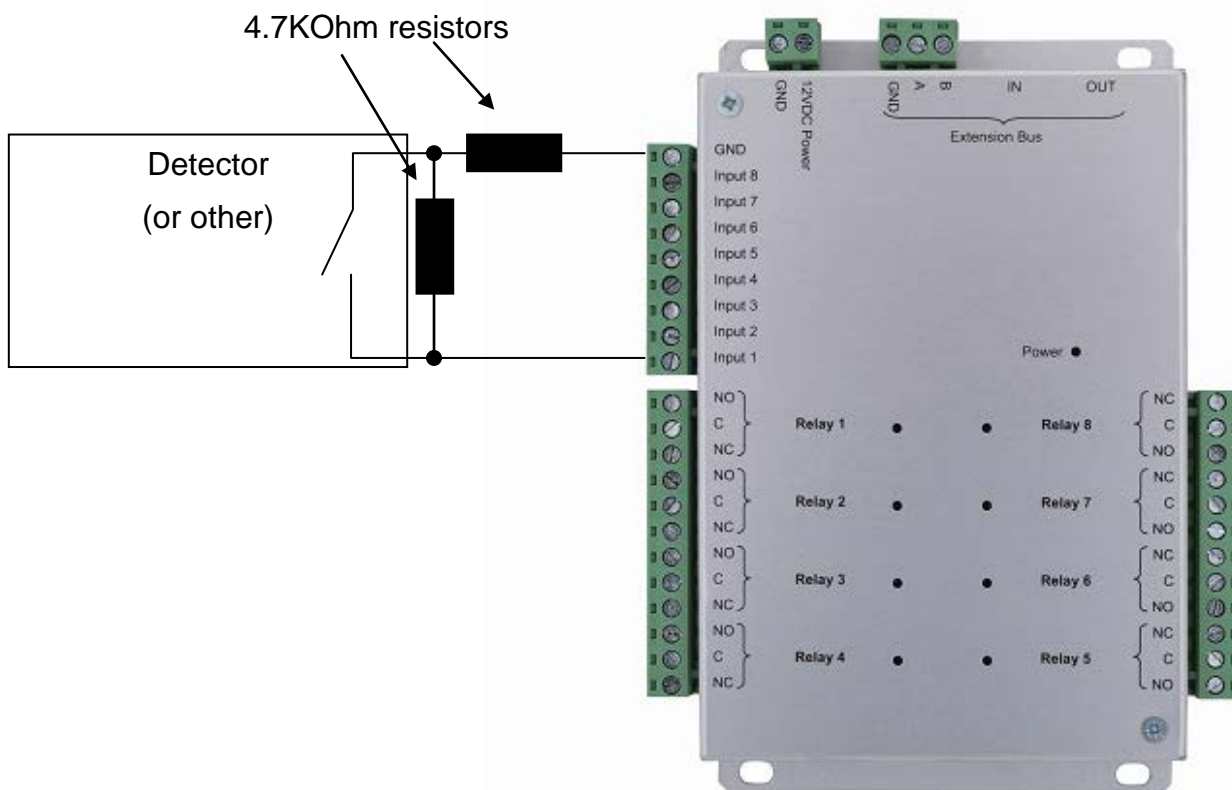 4.7KOhm resistors
Detector
(or other)
GND
12VDC Power
GND
A
B
IN
OUT
Extension Bus
GND
Input 8
Input 7
Input 6
Input 5
Input 4
Input 3
Input 2
Input 1
Power
NO
C
NC
Relay 1
NO
C
NC
Relay 2
NO
C
NC
Relay 3
NO
C
NC
Relay 4
Relay 8
NC
C
NO
Relay 7
NC
C
NO
Relay 6
NC
C
NO
Relay 5
NC
C
NO